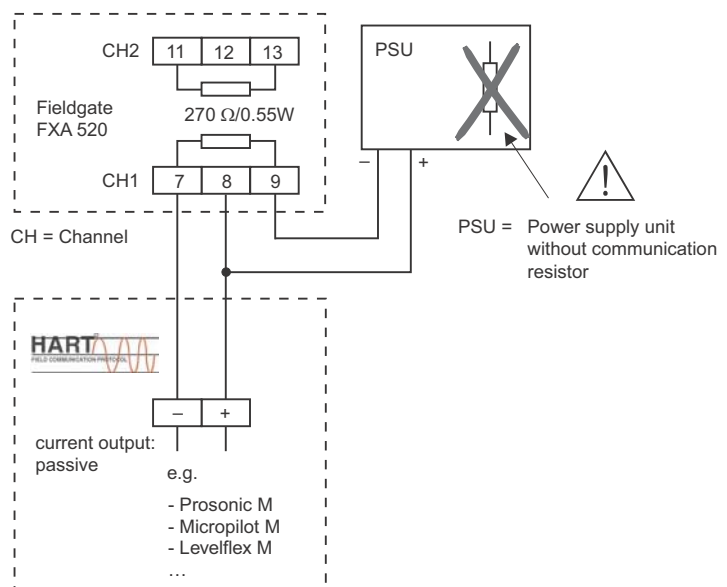 CH2 11 12 13
PSU
Fieldgate
FXA 520
270 Ω/0.55W
CH1 7 8 9
– +
CH = Channel
PSU = Power supply unit
without communication
resistor
!
HART®
FIELD COMMUNICATION PROTOCOL
– +
current output:
passive
e.g.
- Prosonic M
- Micropilot M
- Levelflex M
...